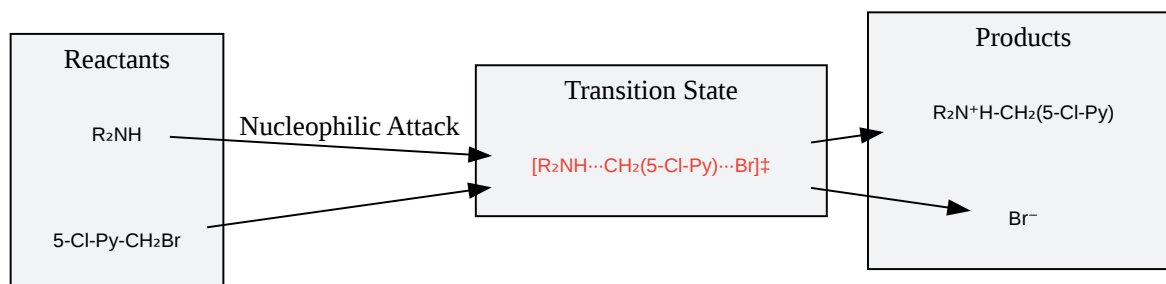 Reactants
R₂NH
5-Cl-Py-CH₂Br
Nucleophilic Attack
Transition State
[R₂NH···CH₂(5-Cl-Py)···Br]‡
Products
R₂N⁺H-CH₂(5-Cl-Py)
Br⁻